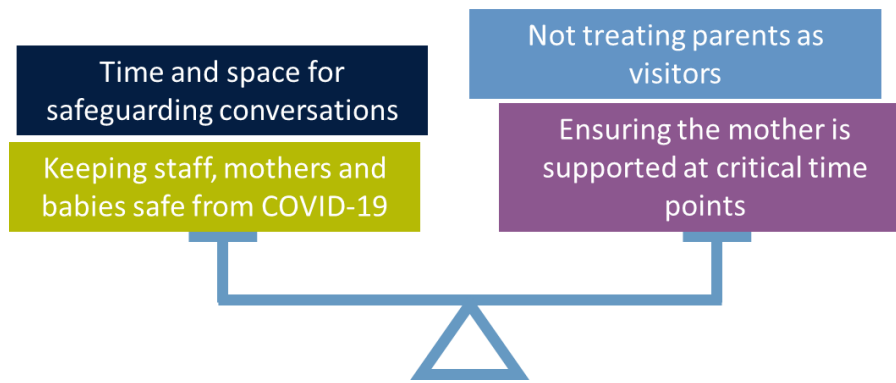 Time and space for
safeguarding conversations
Keeping staff, mothers and
babies safe from COVID-19
Not treating parents as
visitors
Ensuring the mother is
supported at critical time
points